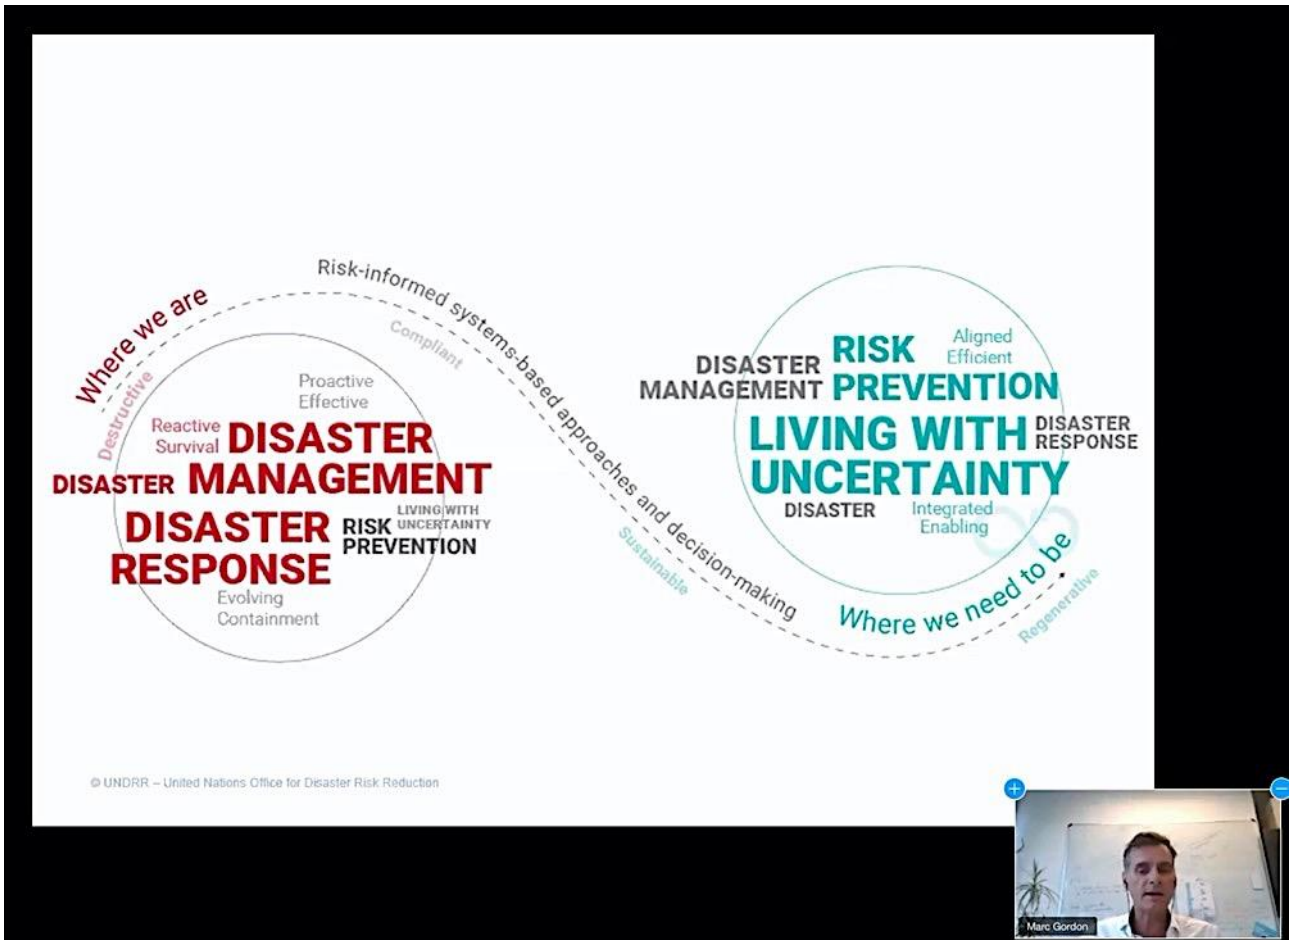 Where we are
Risk-informed systems-based approaches and decision-making
Destructive
Compliant
Proactive
Effective
Reactive
Survival
DISASTER
MANAGEMENT
DISASTER
DISASTER
RESPONSE
RISK
PREVENTION
LIVING WITH
UNCERTAINTY
Evolving
Containment
Sustainable
DISASTER
MANAGEMENT
RISK
PREVENTION
Aligned
Efficient
LIVING WITH
UNCERTAINTY
DISASTER
RESPONSE
DISASTER
Integrated
Enabling
Where we need to be
Regenerative
© UNDRR – United Nations Office for Disaster Risk Reduction
Marc Gordon